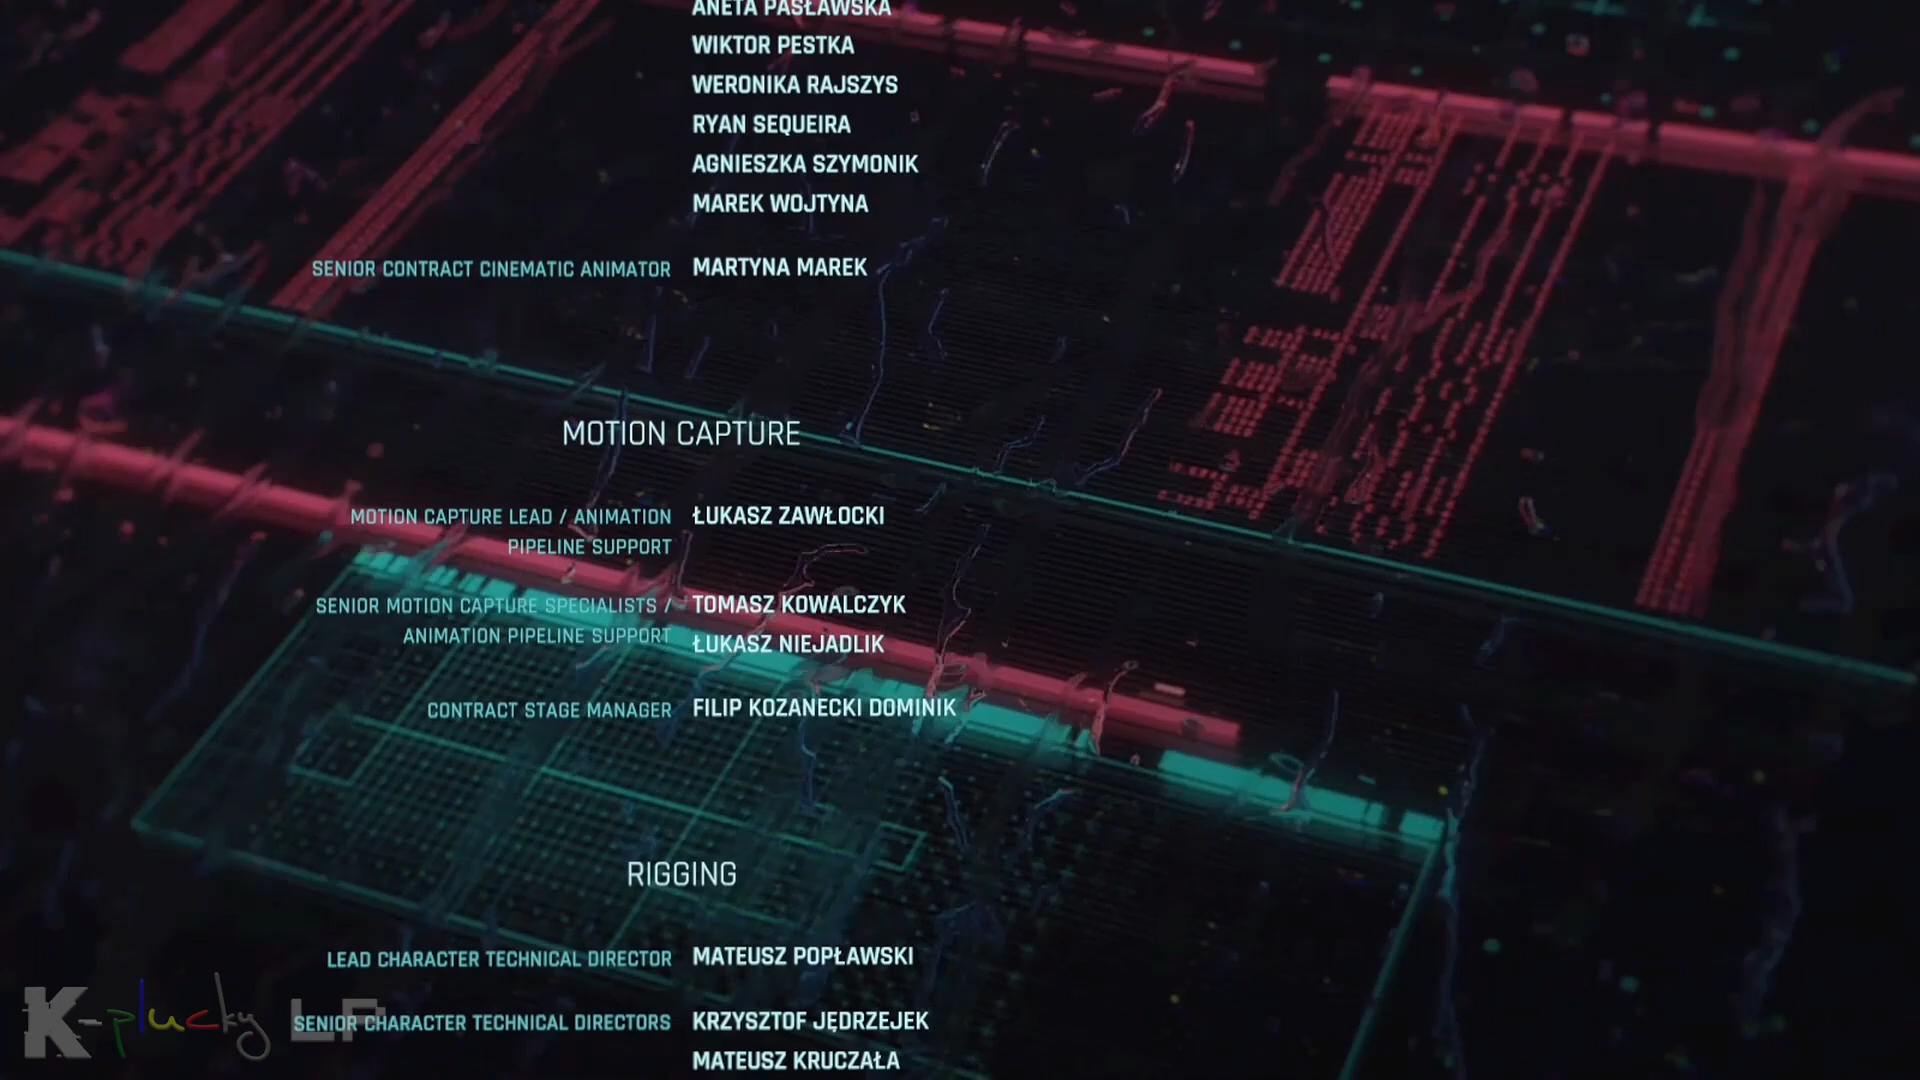 ANETA PASŁAWSKA
WIKTOR PESTKA
WERONIKA RAJSZYS
RYAN SEQUEIRA
AGNIESZKA SZYMONIK
MAREK WOJTYNA
SENIOR CONTRACT CINEMATIC ANIMATOR MARTYNA MAREK
MOTION CAPTURE
MOTION CAPTURE LEAD / ANIMATION ŁUKASZ ZAWŁOCKI
PIPELINE SUPPORT
SENIOR MOTION CAPTURE SPECIALISTS / TOMASZ KOWALCZYK
ANIMATION PIPELINE SUPPORT ŁUKASZ NIEJADLIK
CONTRACT STAGE MANAGER FILIP KOZANECKI DOMINIK
RIGGING
LEAD CHARACTER TECHNICAL DIRECTOR MATEUSZ POPŁAWSKI
SENIOR CHARACTER TECHNICAL DIRECTORS KRZYSZTOF JĘDRZEJEK
MATEUSZ KRUCZAŁA
K-plucky LP